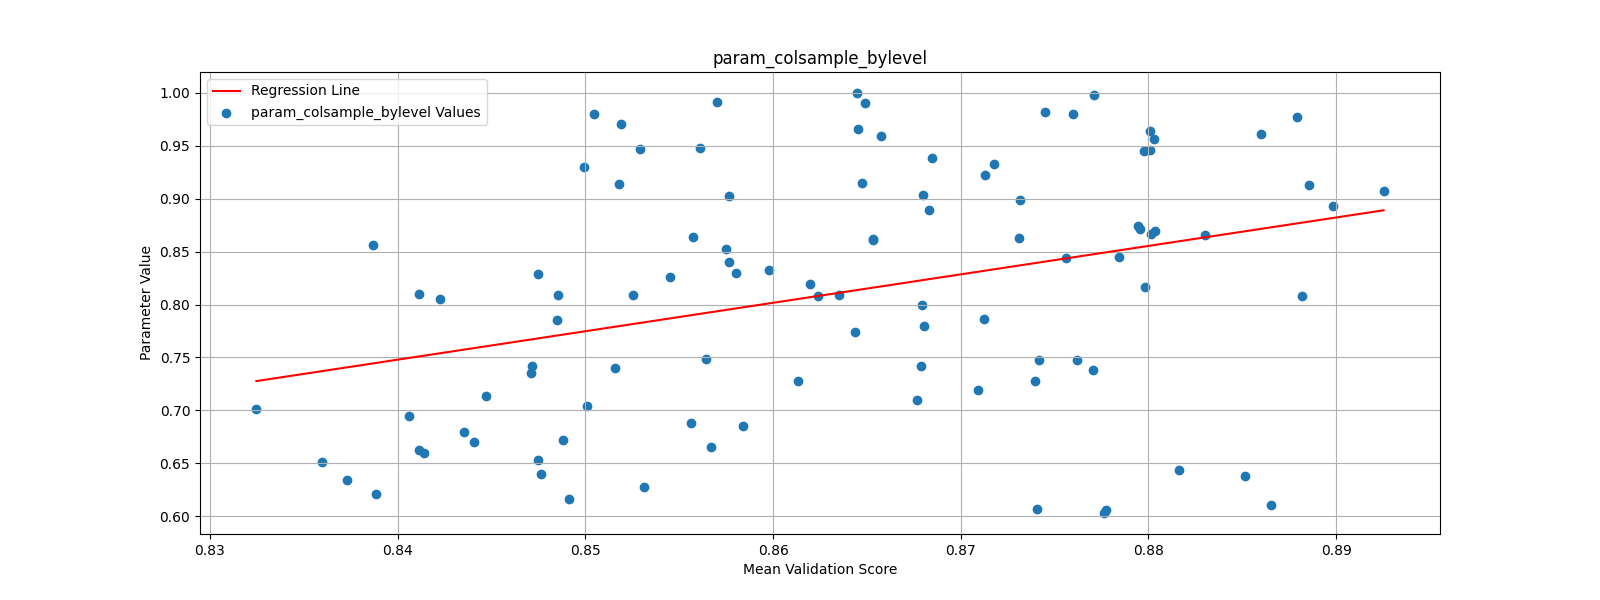 param_colsample_bylevel
Regression Line
param_colsample_bylevel Values
1.00
0.95
0.90
0.85
0.80
0.75
0.70
0.65
0.60
Parameter Value
0.83 0.84 0.85 0.86 0.87 0.88 0.89
Mean Validation Score